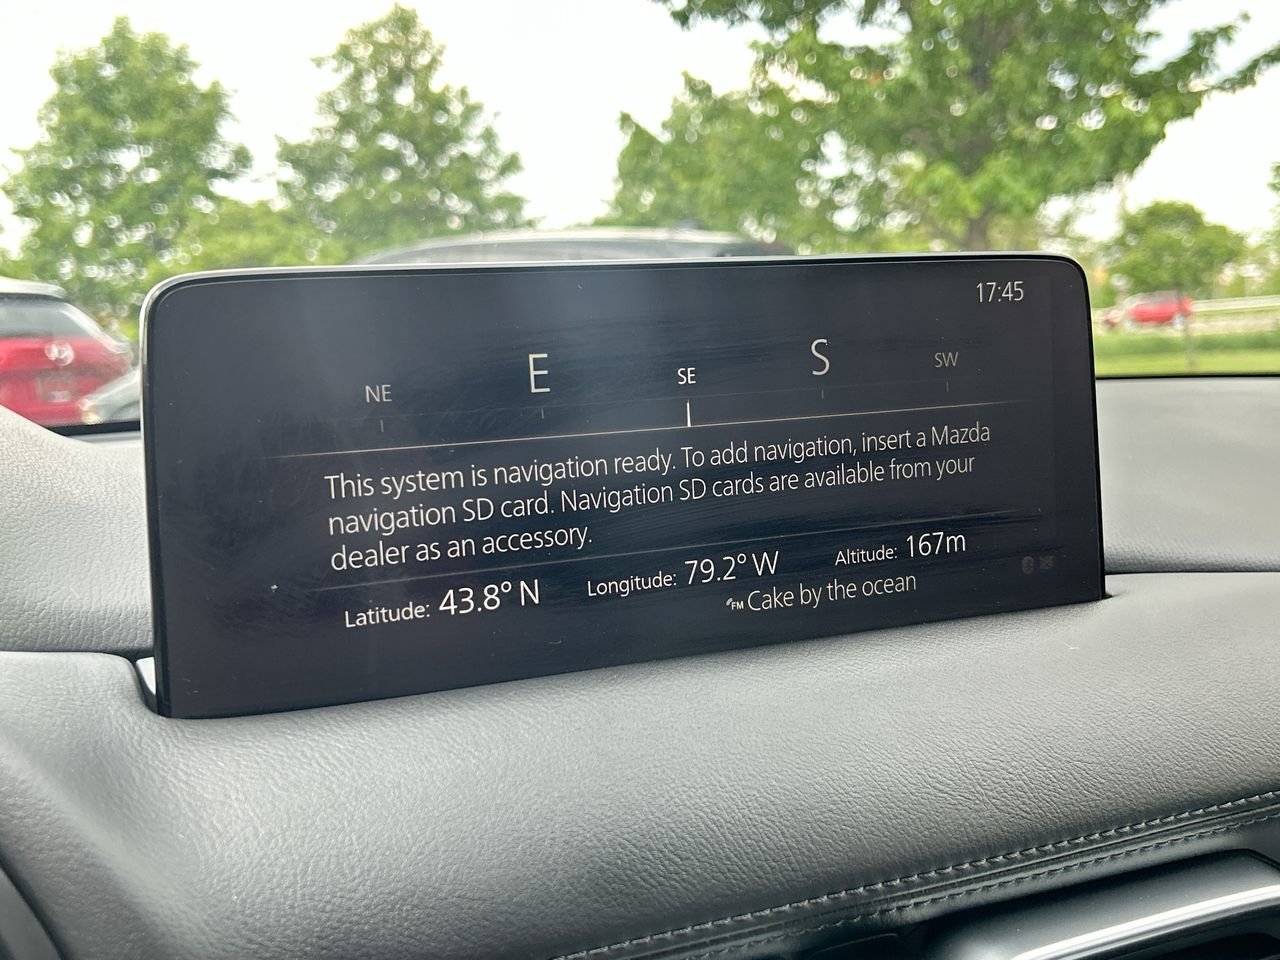 17:45
NE E SE S SW
This system is navigation ready. To add navigation, insert a Mazda
navigation SD card. Navigation SD cards are available from your
dealer as an accessory.
Latitude: 43.8° N Longitude: 79.2° W Altitude: 167m
FM Cake by the ocean